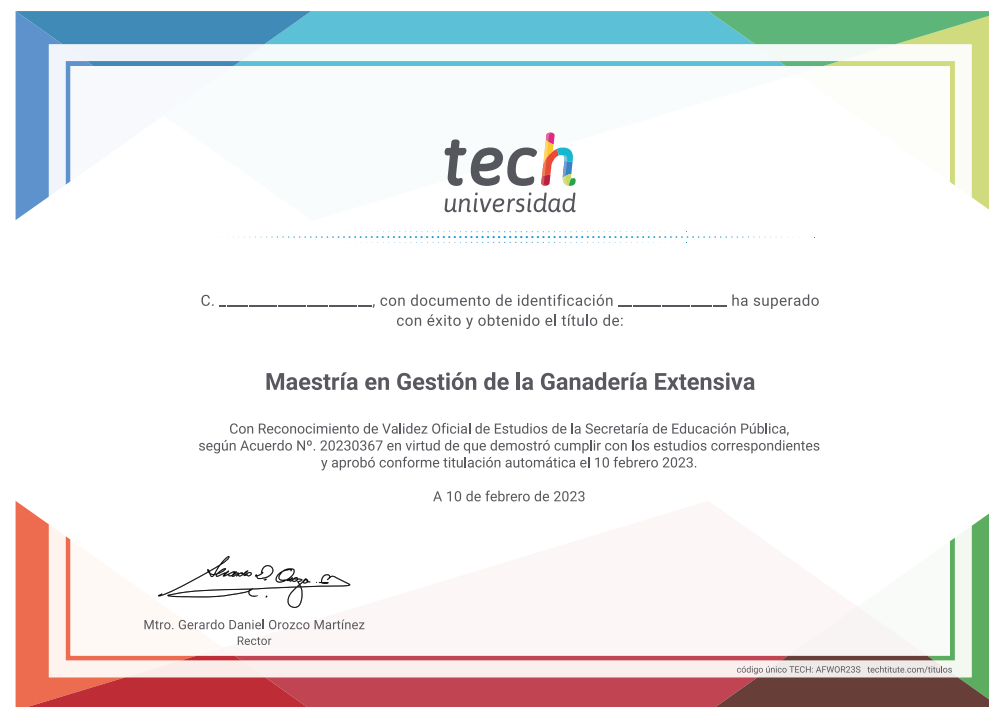 tech
universidad
C. ____________________, con documento de identificación ______________ ha superado
con éxito y obtenido el título de:
Maestría en Gestión de la Ganadería Extensiva
Con Reconocimiento de Validez Oficial de Estudios de la Secretaría de Educación Pública,
según Acuerdo Nº. 20230367 en virtud de que demostró cumplir con los estudios correspondientes
y aprobó conforme titulación automática el 10 febrero 2023.
A 10 de febrero de 2023
Mtro. Gerardo Daniel Orozco Martínez
Rector
código único TECH: AFWOR23S techtitute.com/titulos